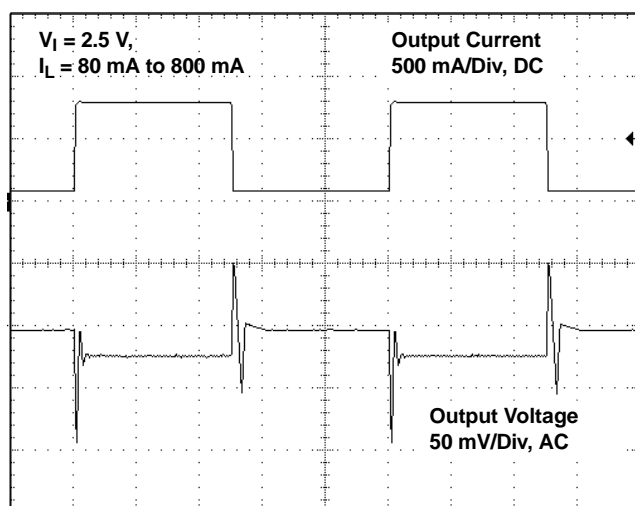 V_I = 2.5 V,
I_L = 80 mA to 800 mA
Output Current
500 mA/Div, DC
Output Voltage
50 mV/Div, AC